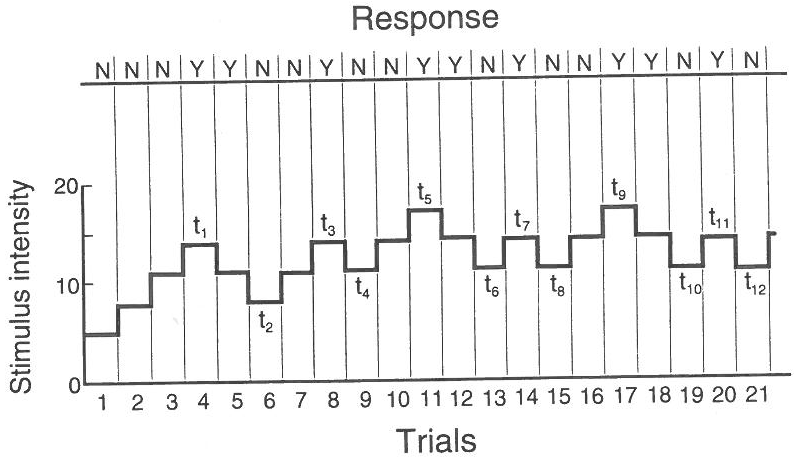 Response
N N N Y Y N N Y N N Y Y N Y N N Y Y N Y N
20
10
0
Stimulus intensity
t1
t2
t3
t4
t5
t6
t7
t8
t9
t10
t11
t12
1 2 3 4 5 6 7 8 9 10 11 12 13 14 15 16 17 18 19 20 21
Trials